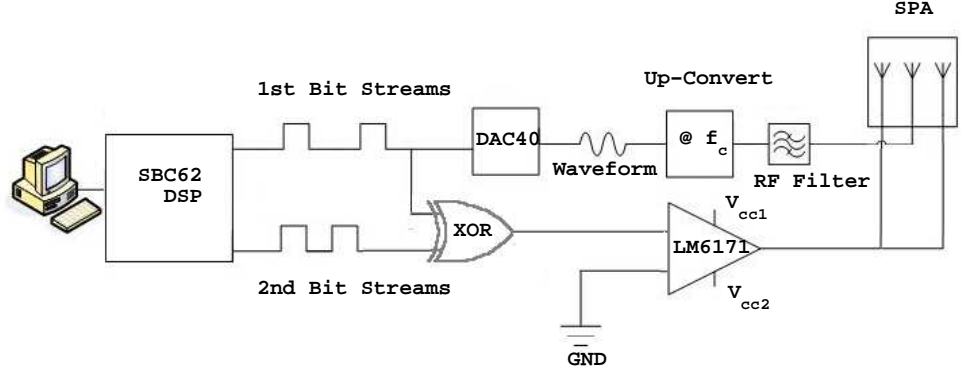 SPA
Up-Convert
1st Bit Streams
DAC40
@ fc
Waveform
RF Filter
SBC62
DSP
XOR
Vcc1
LM6171
Vcc2
2nd Bit Streams
GND